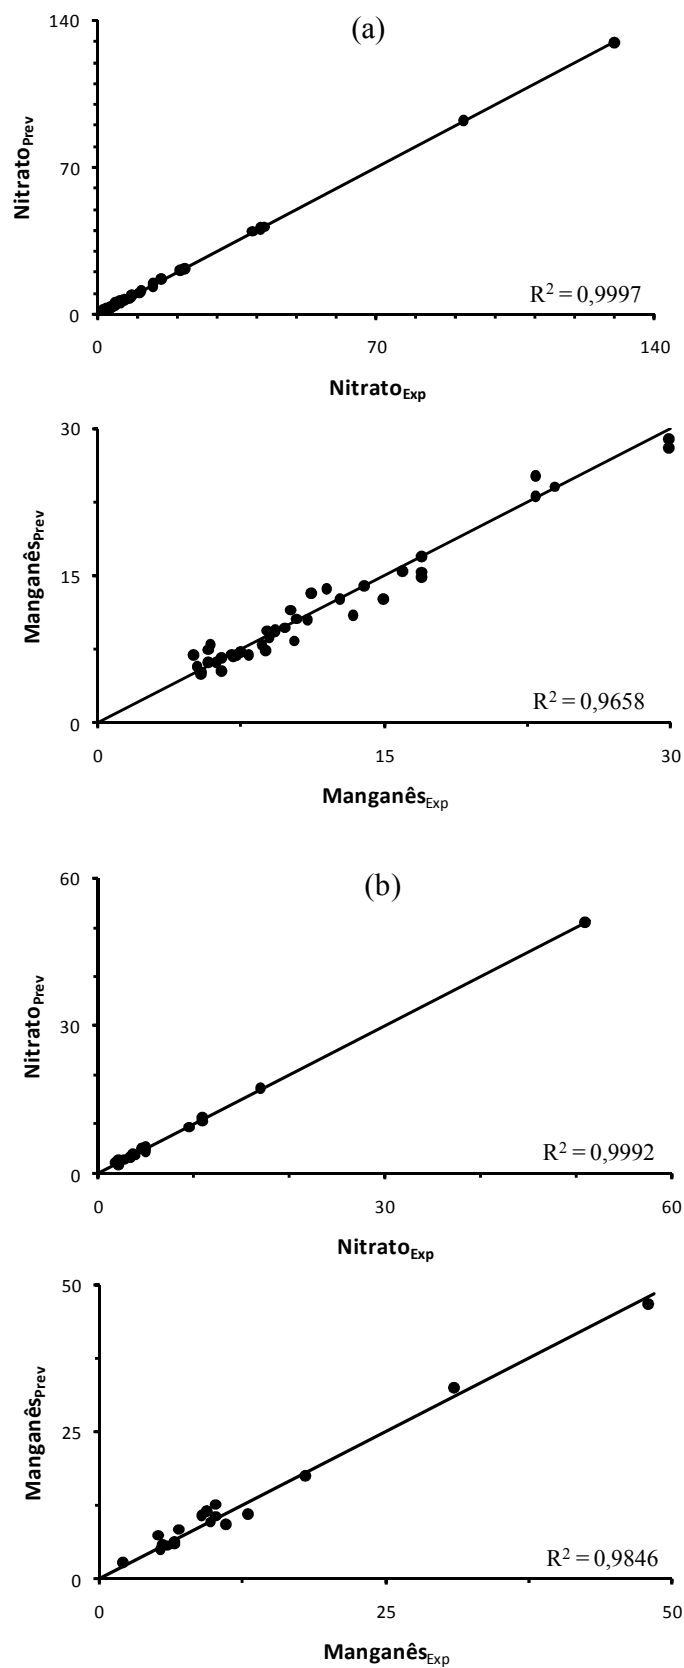 (a)
140
70
0
Nitrato_Prev
R² = 0,9997
0 70 140
Nitrato_Exp
30
15
0
Manganês_Prev
R² = 0,9658
0 15 30
Manganês_Exp
(b)
60
30
0
Nitrato_Prev
R² = 0,9992
0 30 60
Nitrato_Exp
50
25
0
Manganês_Prev
R² = 0,9846
0 25 50
Manganês_Exp